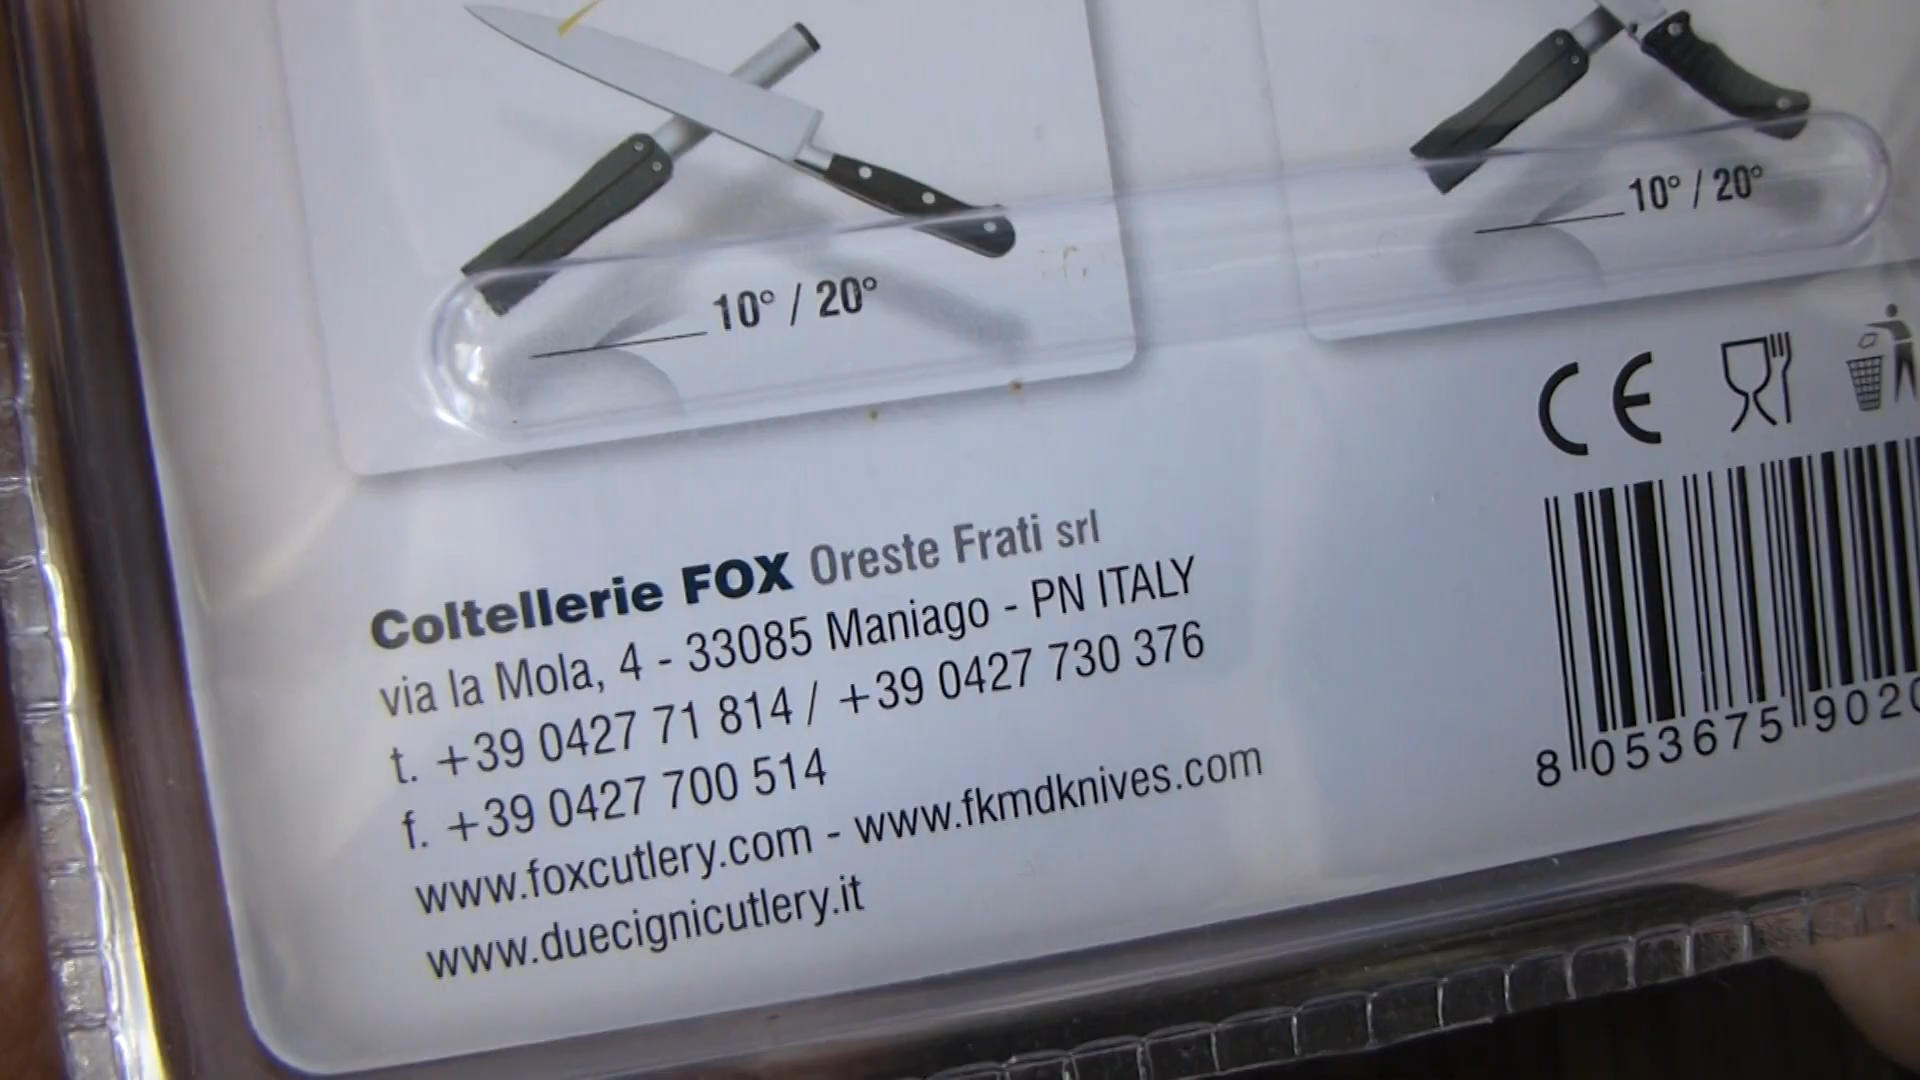 10° / 20°
10° / 20°
CE
Coltellerie FOX Oreste Frati srl
via la Mola, 4 - 33085 Maniago - PN ITALY
t. +39 0427 71 814 / +39 0427 730 376
f. +39 0427 700 514
www.foxcutlery.com - www.fkmdknives.com
www.duecignicutlery.it
8 053675 902